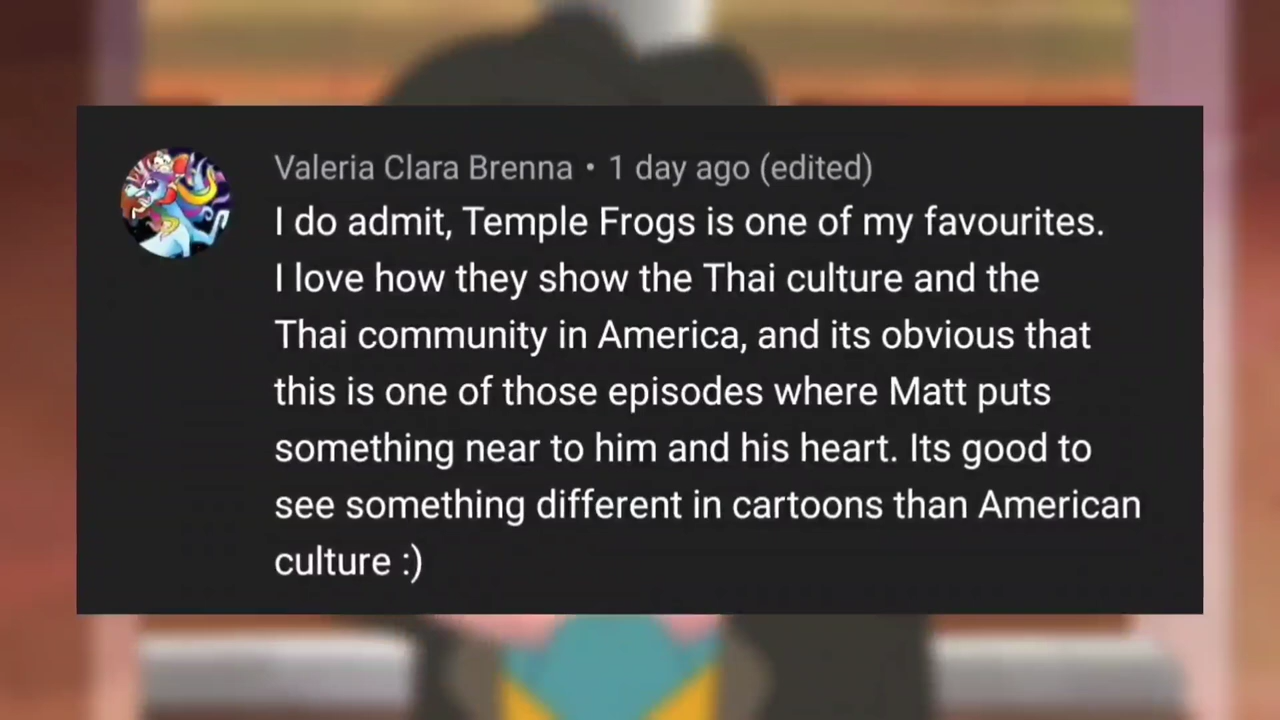 Valeria Clara Brenna • 1 day ago (edited)
I do admit, Temple Frogs is one of my favourites.
I love how they show the Thai culture and the
Thai community in America, and its obvious that
this is one of those episodes where Matt puts
something near to him and his heart. Its good to
see something different in cartoons than American
culture :)